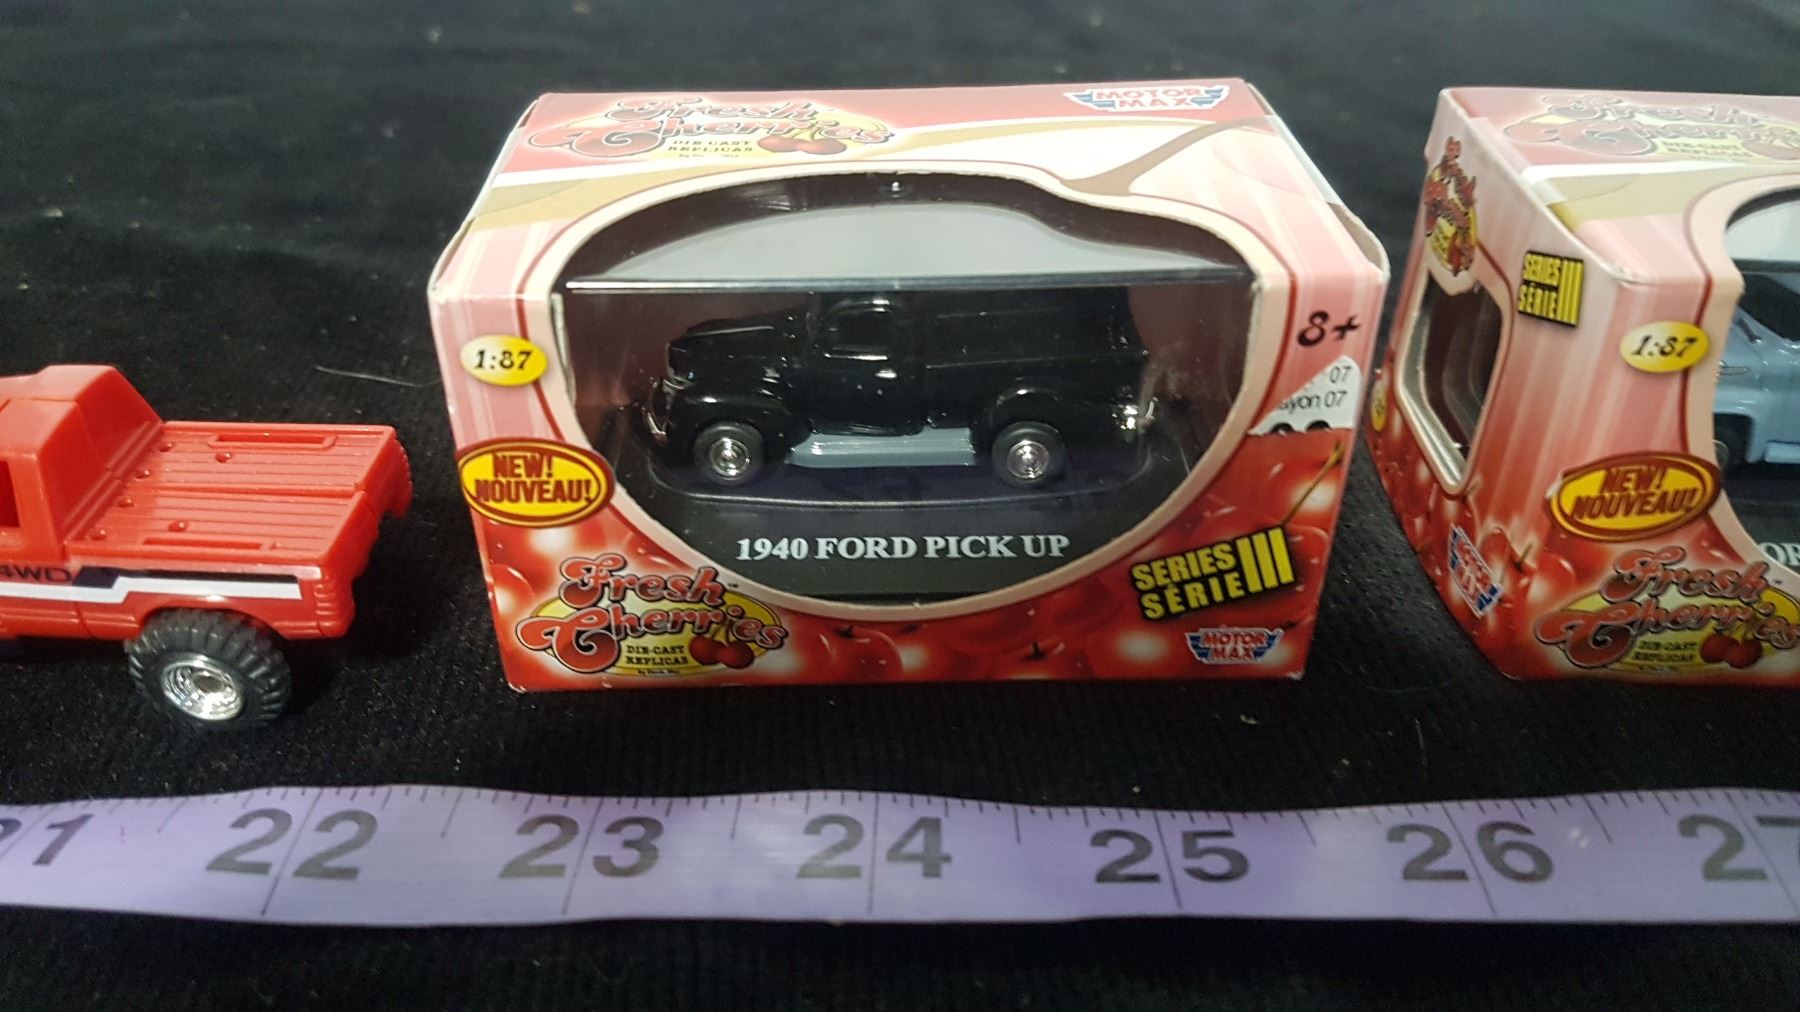 Fresh
Cherries
DIE CAST
REPLICAS
MOTOR
MAX
1:87
8+
07
ayon 07
NEW!
NOUVEAU!
1940 FORD PICK UP
SERIES
SÉRIE III
Fresh
Cherries
DIE-CAST
REPLICAS
MOTOR
MAX
4WD
Fresh
Cherries
DIE-CAST
REPLICAS
SERIES
SÉRIE III
1:87
NEW!
NOUVEAU!
MOTOR
MAX
Fresh
Cherries
DIE-CAST
REPLICAS
21 22 23 24 25 26 27